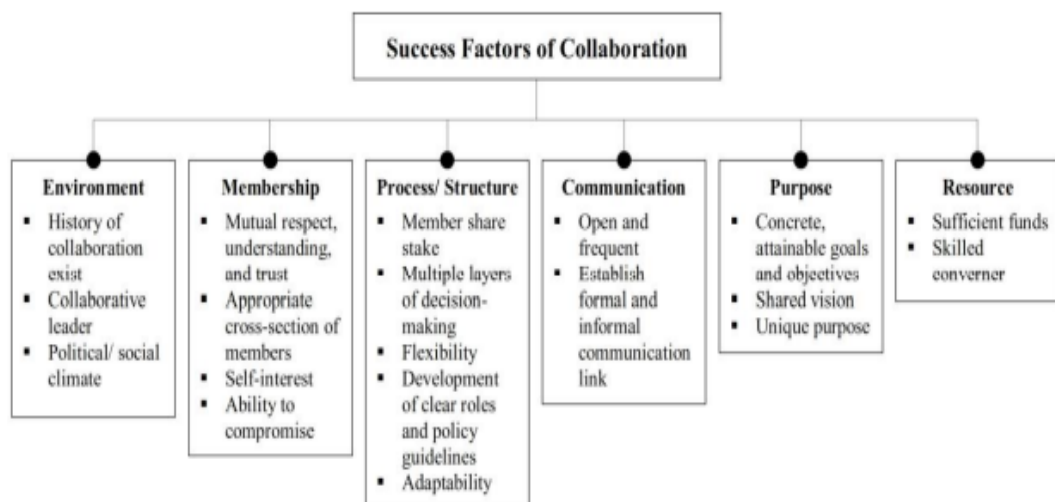 Success Factors of Collaboration
Environment
▪ History of
collaboration
exist
▪ Collaborative
leader
▪ Political/ social
climate
Membership
▪ Mutual respect,
understanding,
and trust
▪ Appropriate
cross-section of
members
▪ Self-interest
▪ Ability to
compromise
Process/ Structure
▪ Member share
stake
▪ Multiple layers
of decision-
making
▪ Flexibility
▪ Development
of clear roles
and policy
guidelines
▪ Adaptability
Communication
▪ Open and
frequent
▪ Establish
formal and
informal
communication
link
Purpose
▪ Concrete,
attainable goals
and objectives
▪ Shared vision
▪ Unique purpose
Resource
▪ Sufficient funds
▪ Skilled
converner